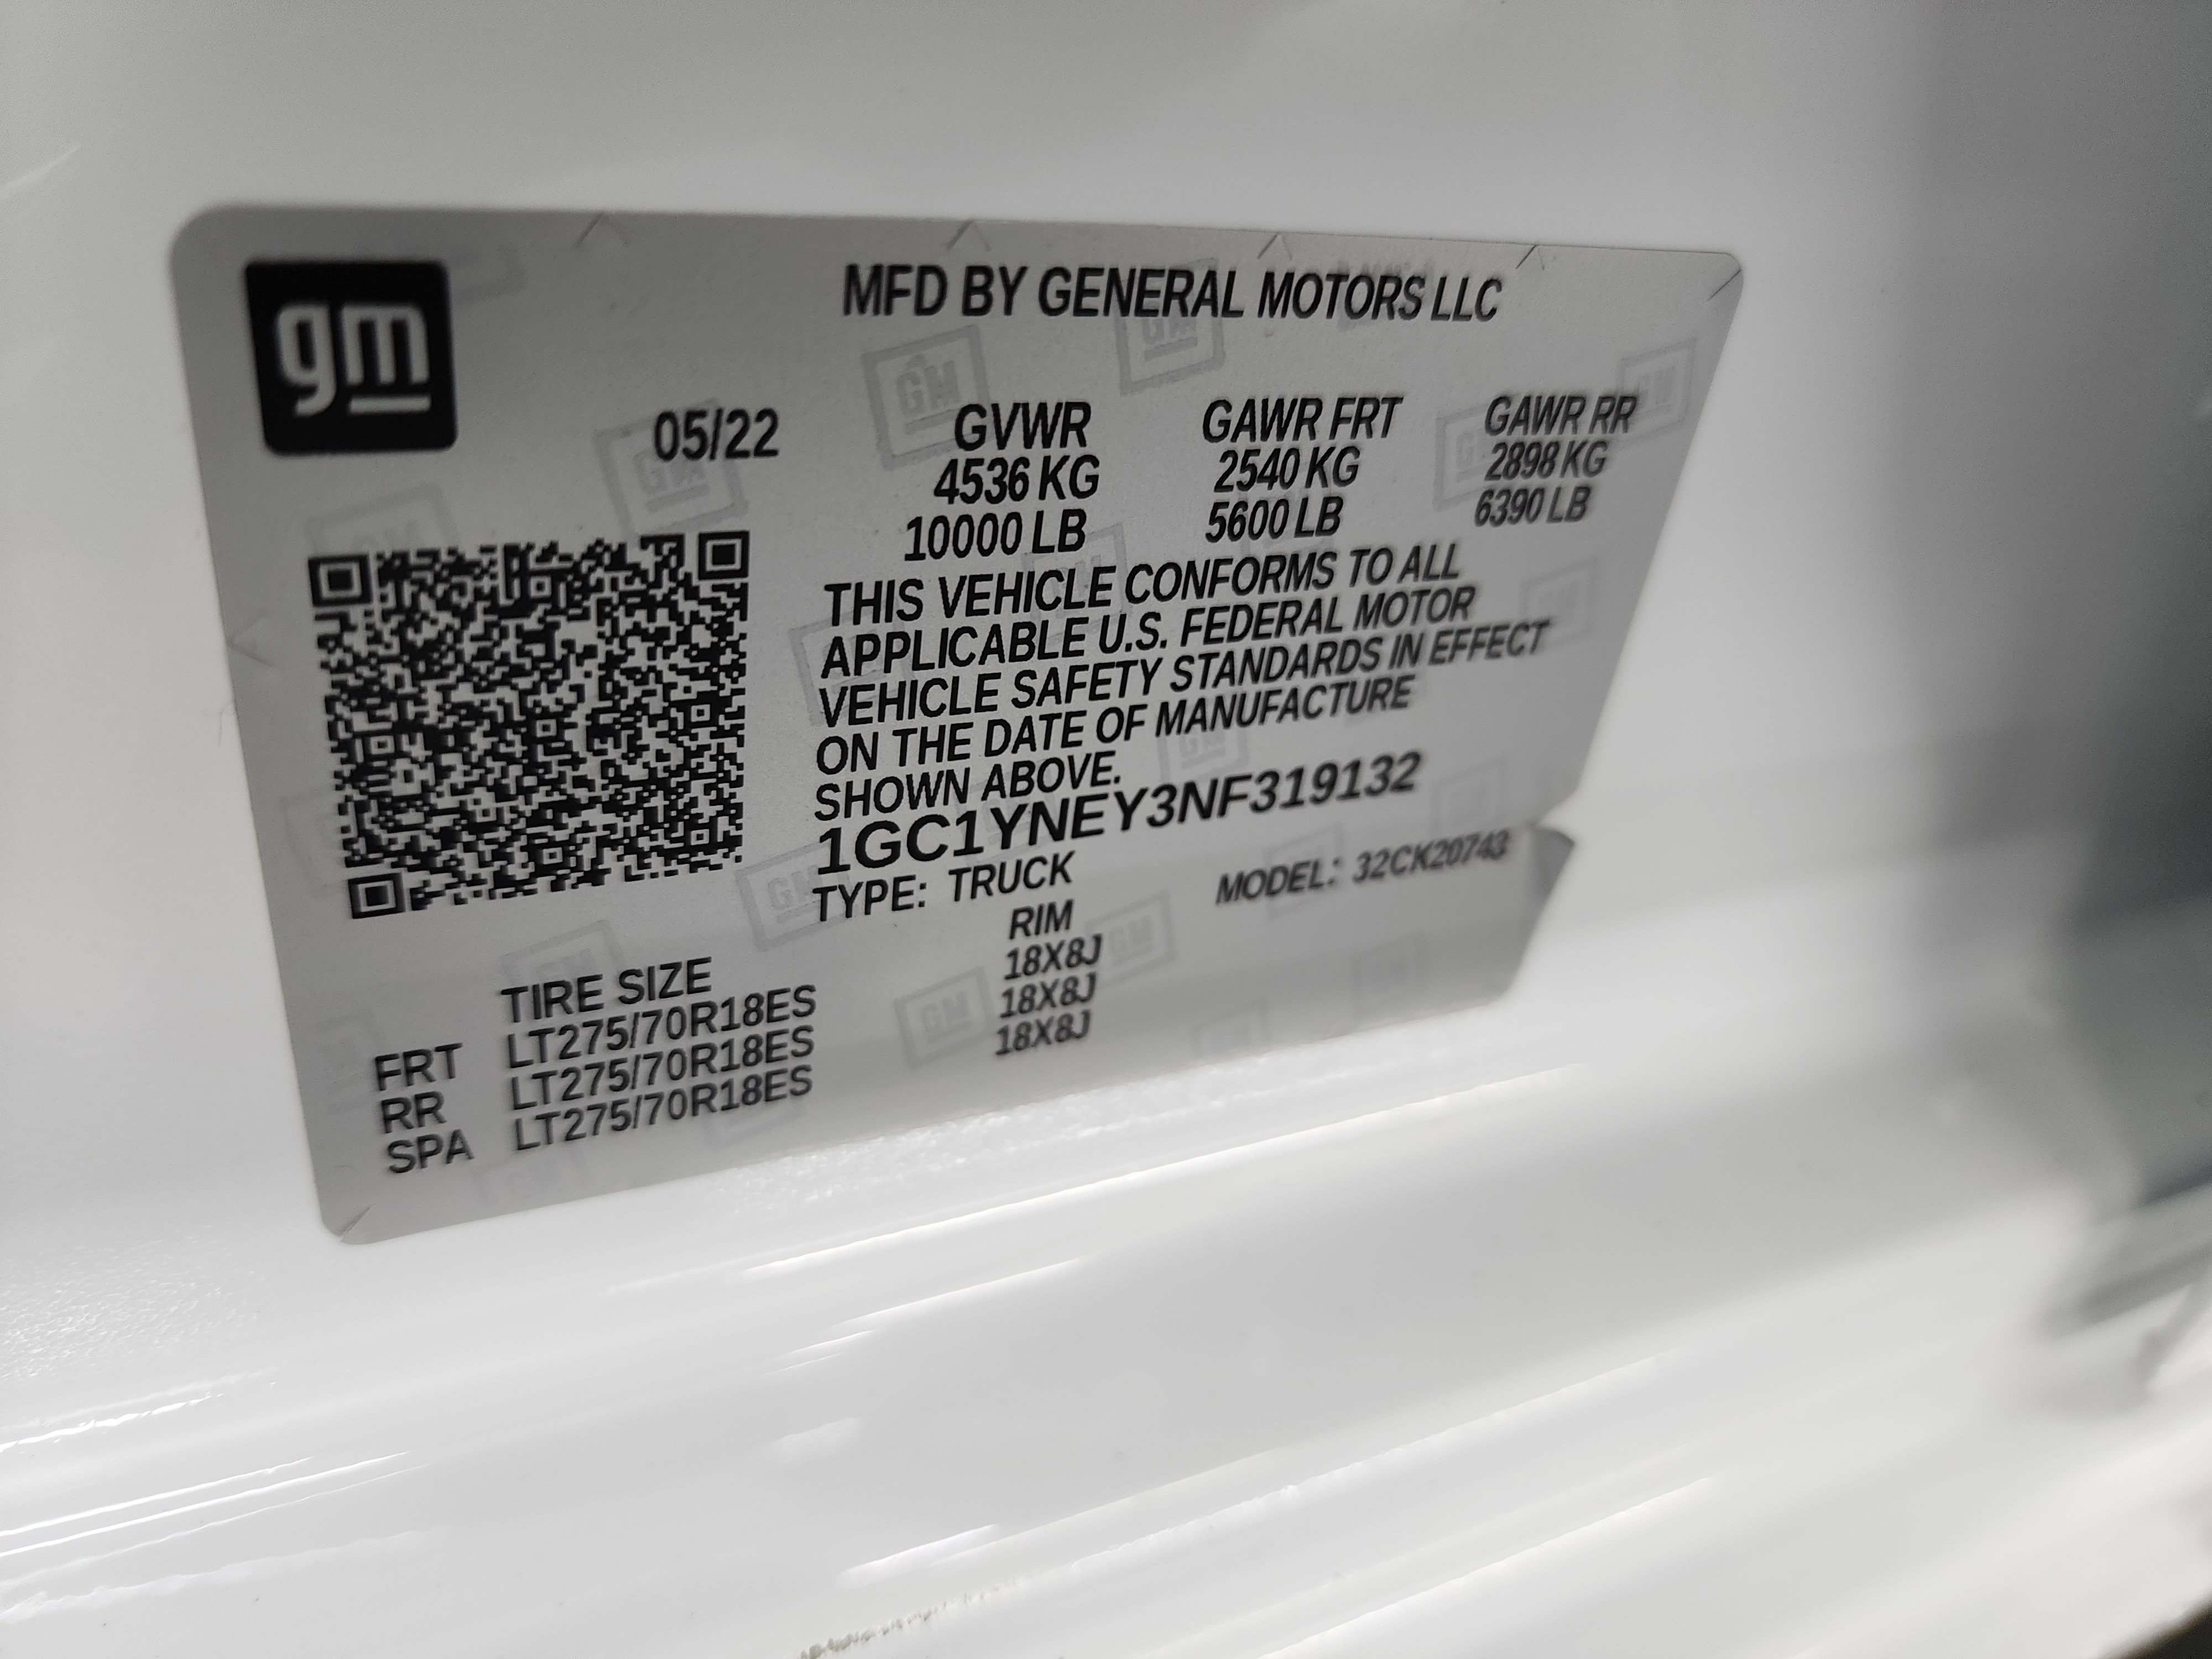 gm
MFD BY GENERAL MOTORS LLC
05/22 GVWR GAWR FRT GAWR RR
4536 KG 2540 KG 2898 KG
10000 LB 5600 LB 6390 LB
THIS VEHICLE CONFORMS TO ALL
APPLICABLE U.S. FEDERAL MOTOR
VEHICLE SAFETY STANDARDS IN EFFECT
ON THE DATE OF MANUFACTURE
SHOWN ABOVE.
1GC1YNEY3NF319132
TYPE: TRUCK MODEL: 32CK20743
TIRE SIZE RIM
FRT LT275/70R18ES 18X8J
RR LT275/70R18ES 18X8J
SPA LT275/70R18ES 18X8J